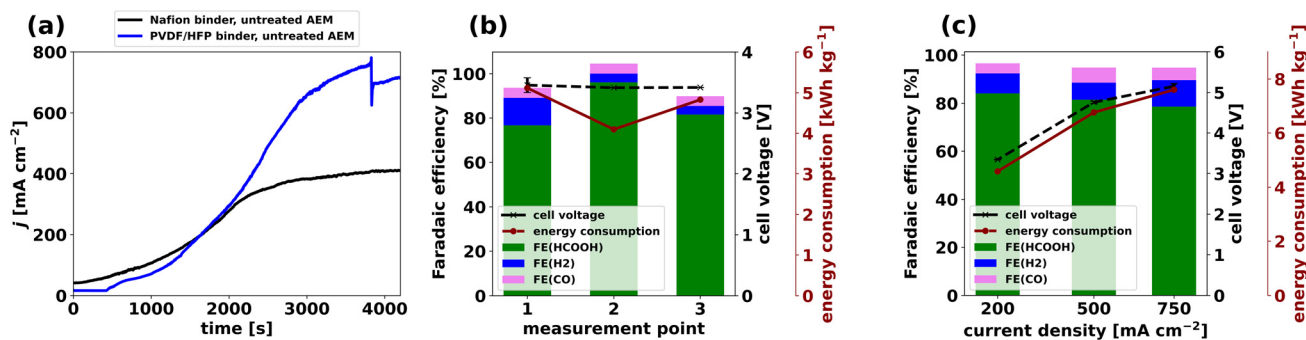 (a)
Nafion binder, untreated AEM
PVDF/HFP binder, untreated AEM
j [mA cm⁻²]
800
600
400
200
0
0
1000
2000
3000
4000
time [s]
(b)
Faradaic efficiency [%]
100
80
60
40
20
0
cell voltage
energy consumption
FE(HCOOH)
FE(H2)
FE(CO)
1
2
3
measurement point
4
3
2
1
0
cell voltage [V]
6
5
4
3
2
1
0
energy consumption [kWh kg⁻¹]
(c)
Faradaic efficiency [%]
100
80
60
40
20
0
cell voltage
energy consumption
FE(HCOOH)
FE(H2)
FE(CO)
200
500
750
current density [mA cm⁻²]
6
5
4
3
2
1
0
cell voltage [V]
8
6
4
2
0
energy consumption [kWh kg⁻¹]